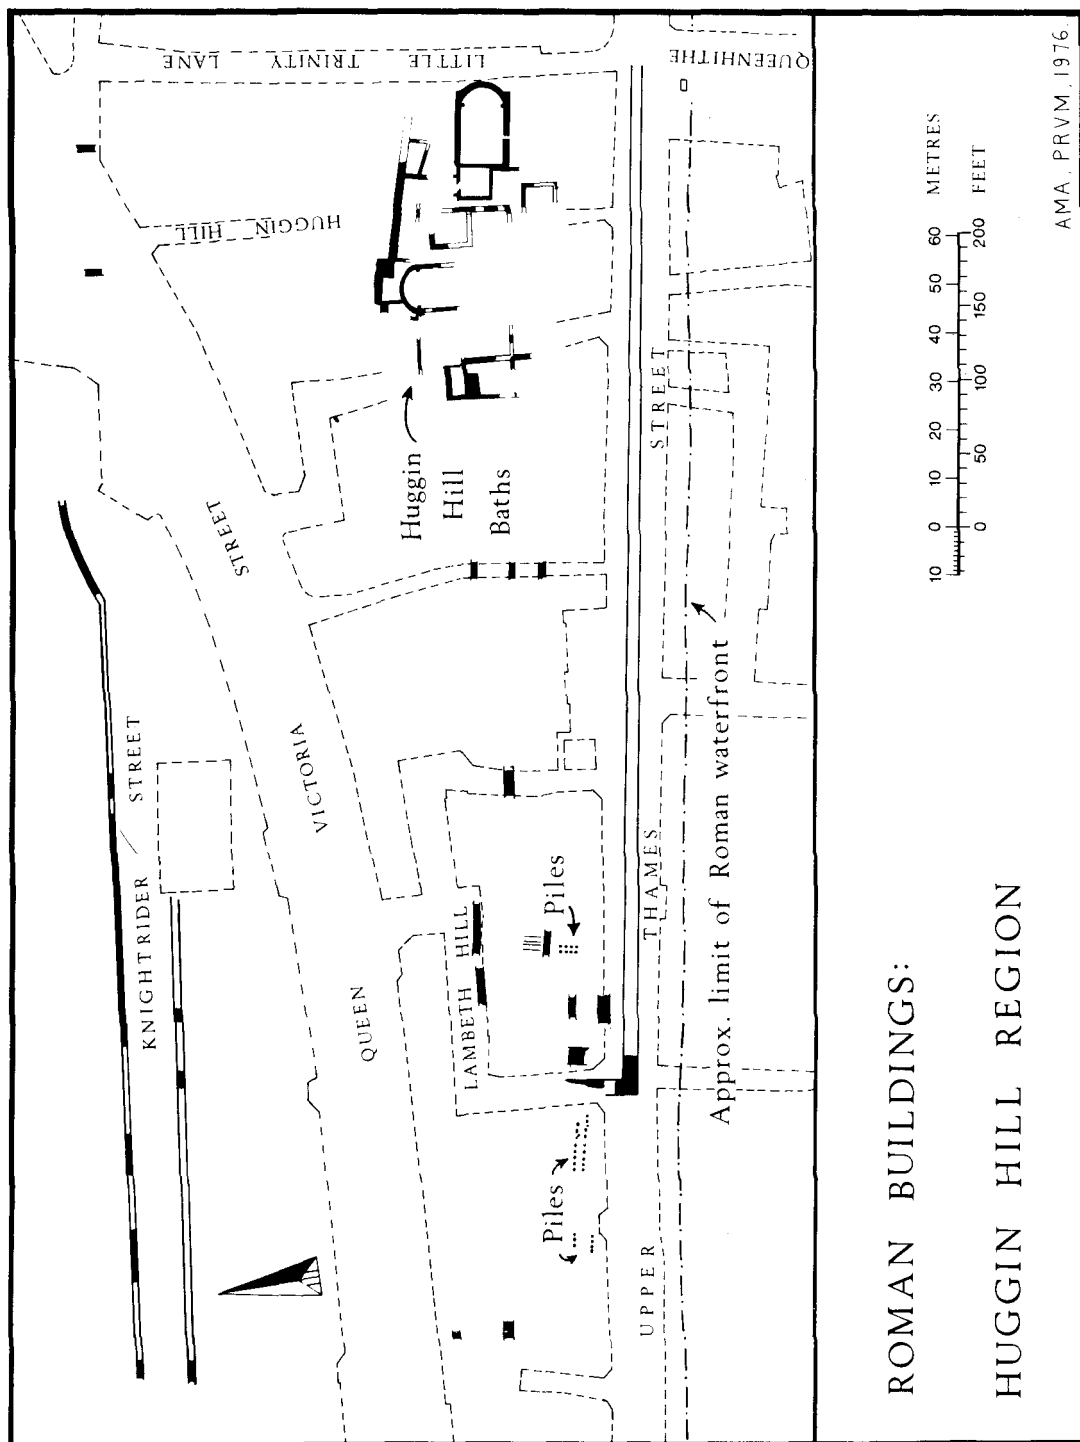 LITTLE TRINITY LANE
QUEENHITHE
HUGGIN HILL
KNIGHTRIDER STREET
QUEEN VICTORIA STREET
Huggin
Hill
Baths
LAMBETH HILL
Piles
Piles
UPPER THAMES STREET
Approx. limit of Roman waterfront
ROMAN BUILDINGS:
HUGGIN HILL REGION
10 0 10 20 30 40 50 60 METRES
0 50 100 150 200 FEET
AMA, PRVM, 1976.